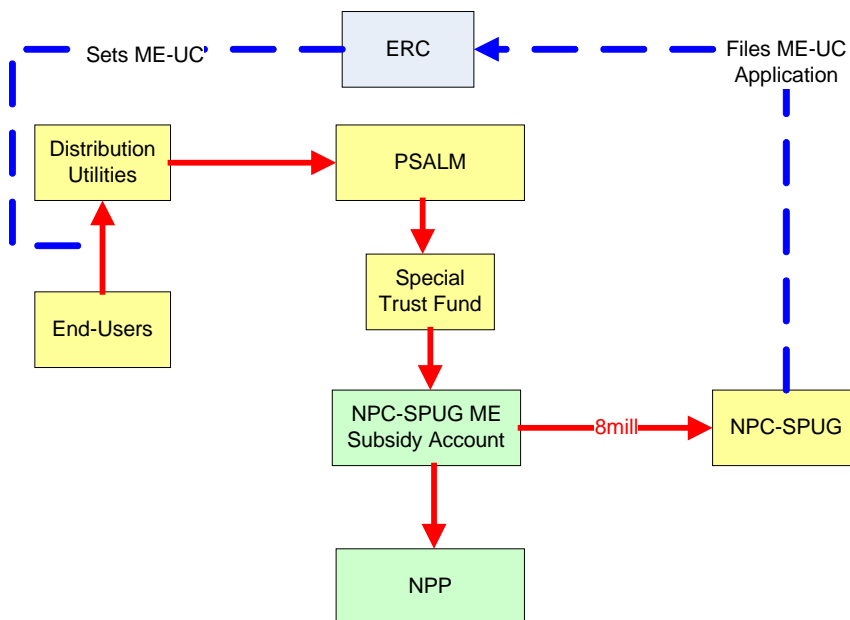 Sets ME-UC
ERC
Files ME-UC
Application
Distribution
Utilities
PSALM
Special
Trust Fund
End-Users
NPC-SPUG ME
Subsidy Account
8mill
NPC-SPUG
NPP